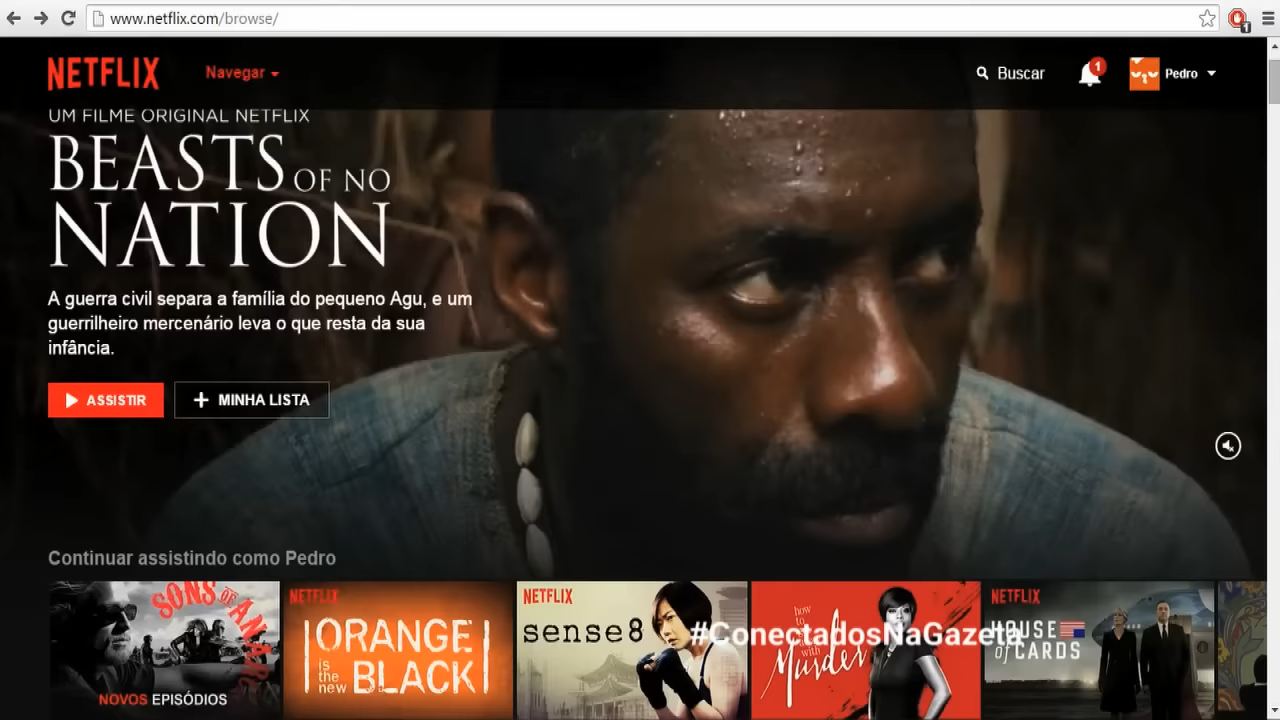 www.netflix.com/browse/
1
NETFLIX
Navegar
Buscar
1
Pedro
UM FILME ORIGINAL NETFLIX
BEASTS OF NO
NATION
A guerra civil separa a família do pequeno Agu, e um
guerrilheiro mercenário leva o que resta da sua
infância.
ASSISTIR
MINHA LISTA
Continuar assistindo como Pedro
SONS OF ANAR
NOVOS EPISÓDIOS
NETFLIX
ORANGE
is the new BLACK
NETFLIX
sense8
how to
with
Murder
#ConectadosNaGazeta
NETFLIX
HOUSE
of CARDS